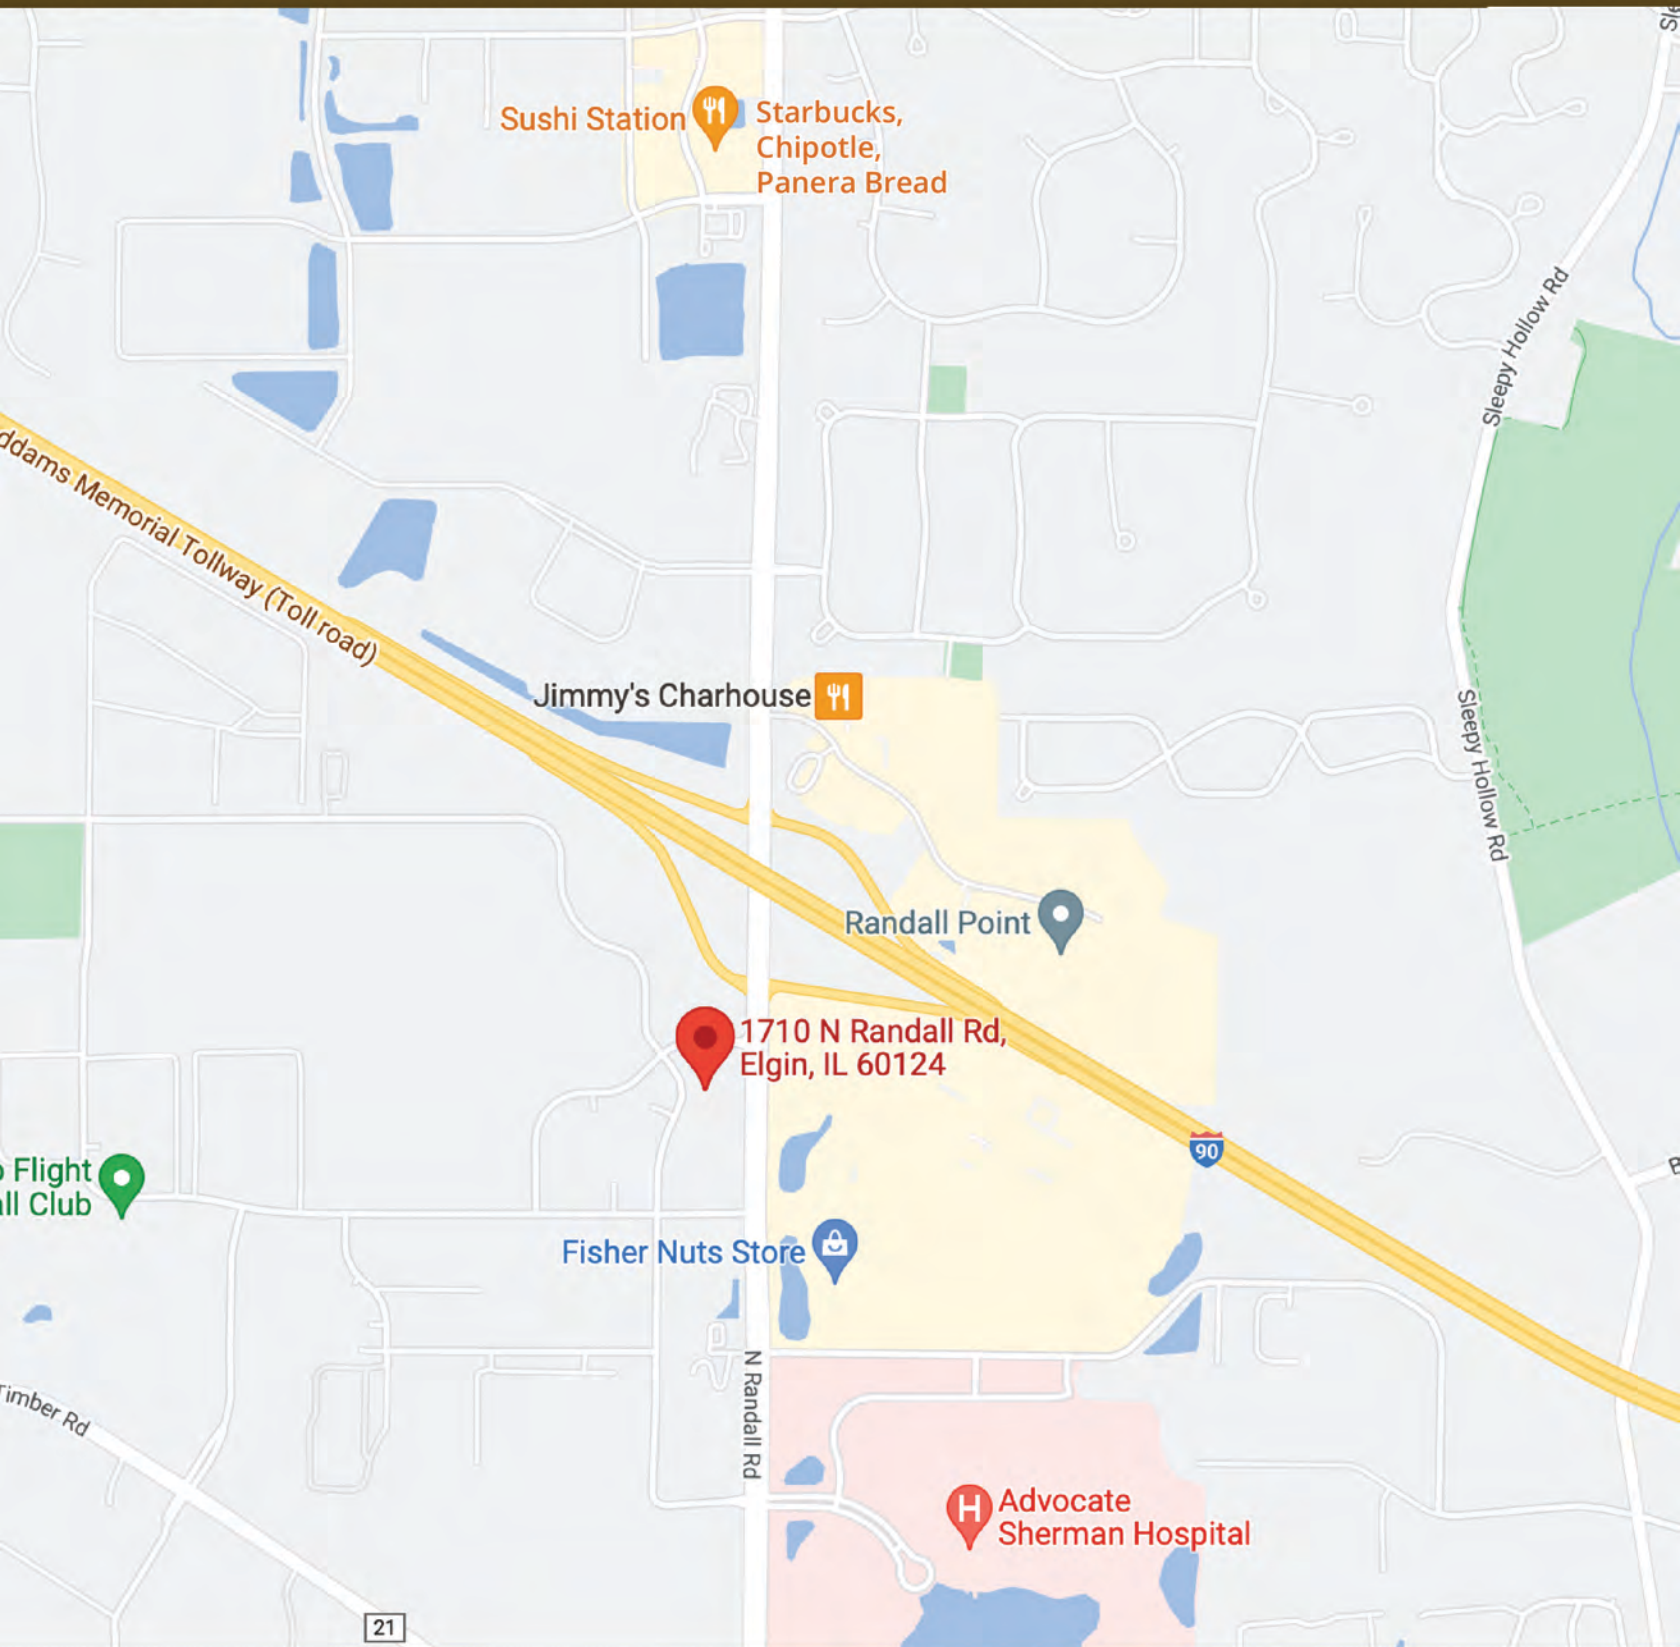 Sushi Station
Starbucks,
Chipotle,
Panera Bread
Sleepy Hollow Rd
ddams Memorial Tollway (Toll road)
Jimmy's Charhouse
Sleepy Hollow Rd
Randall Point
1710 N Randall Rd,
Elgin, IL 60124
90
Flight
ll Club
Fisher Nuts Store
N Randall Rd
Timber Rd
H
Advocate
Sherman Hospital
21